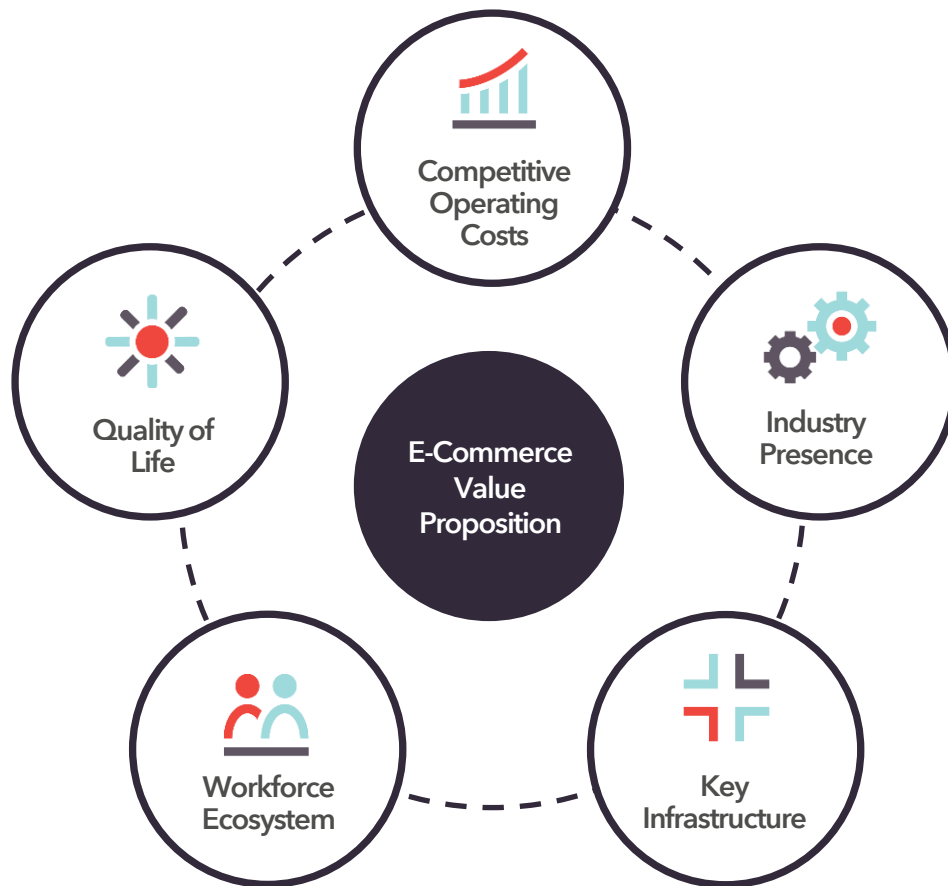 Competitive
Operating
Costs
Industry
Presence
Key
Infrastructure
Workforce
Ecosystem
Quality of
Life
E-Commerce
Value
Proposition